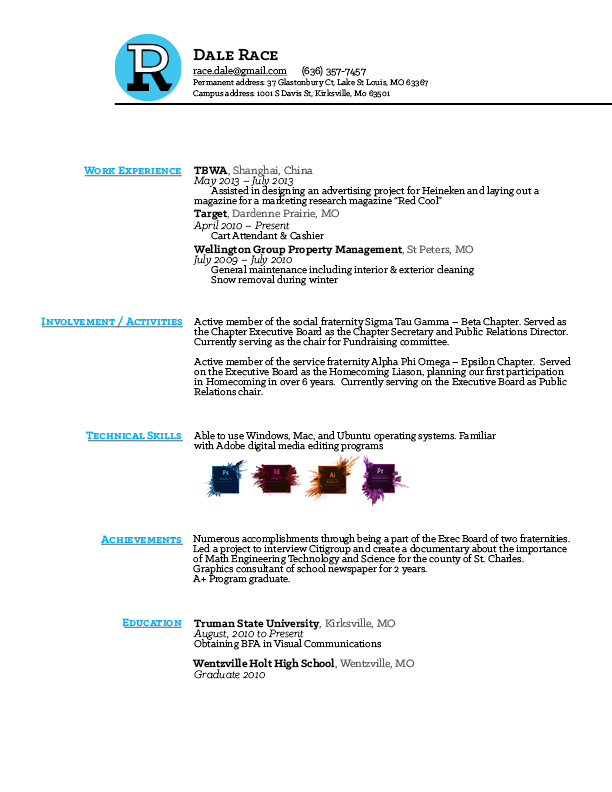 R
Dale Race
race.dale@gmail.com (636) 357-7457
Permanent address: 37 Glastonbury Ct, Lake St Louis, MO 63367
Campus address: 1001 S Davis St, Kirksville, Mo 63501
Work Experience
TBWA, Shanghai, China
May 2013 – July 2013
Assisted in designing an advertising project for Heineken and laying out a
magazine for a marketing research magazine "Red Cool"
Target, Dardenne Prairie, MO
April 2010 – Present
Cart Attendant & Cashier
Wellington Group Property Management, St Peters, MO
July 2009 – July 2010
General maintenance including interior & exterior cleaning
Snow removal during winter
Involvement / Activities
Active member of the social fraternity Sigma Tau Gamma – Beta Chapter. Served as
the Chapter Executive Board as the Chapter Secretary and Public Relations Director.
Currently serving as the chair for Fundraising committee.
Active member of the service fraternity Alpha Phi Omega – Epsilon Chapter. Served
on the Executive Board as the Homecoming Liason, planning our first participation
in Homecoming in over 6 years. Currently serving on the Executive Board as Public
Relations chair.
Technical Skills
Able to use Windows, Mac, and Ubuntu operating systems. Familiar
with Adobe digital media editing programs
Ps Id Ai Pr
Achievements
Numerous accomplishments through being a part of the Exec Board of two fraternities.
Led a project to interview Citigroup and create a documentary about the importance
of Math Engineering Technology and Science for the county of St. Charles.
Graphics consultant of school newspaper for 2 years.
A+ Program graduate.
Education
Truman State University, Kirksville, MO
August, 2010 to Present
Obtaining BFA in Visual Communications
Wentzville Holt High School, Wentzville, MO
Graduate 2010